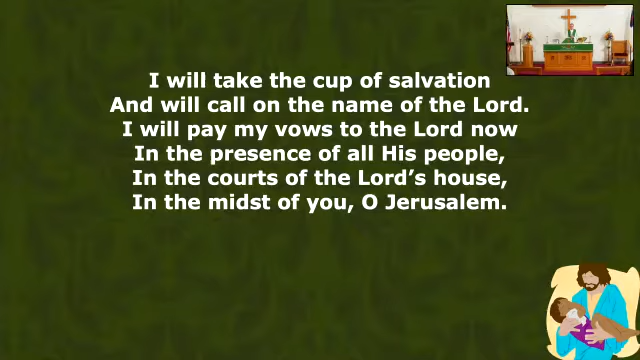 I will take the cup of salvation
And will call on the name of the Lord.
I will pay my vows to the Lord now
In the presence of all His people,
In the courts of the Lord’s house,
In the midst of you, O Jerusalem.